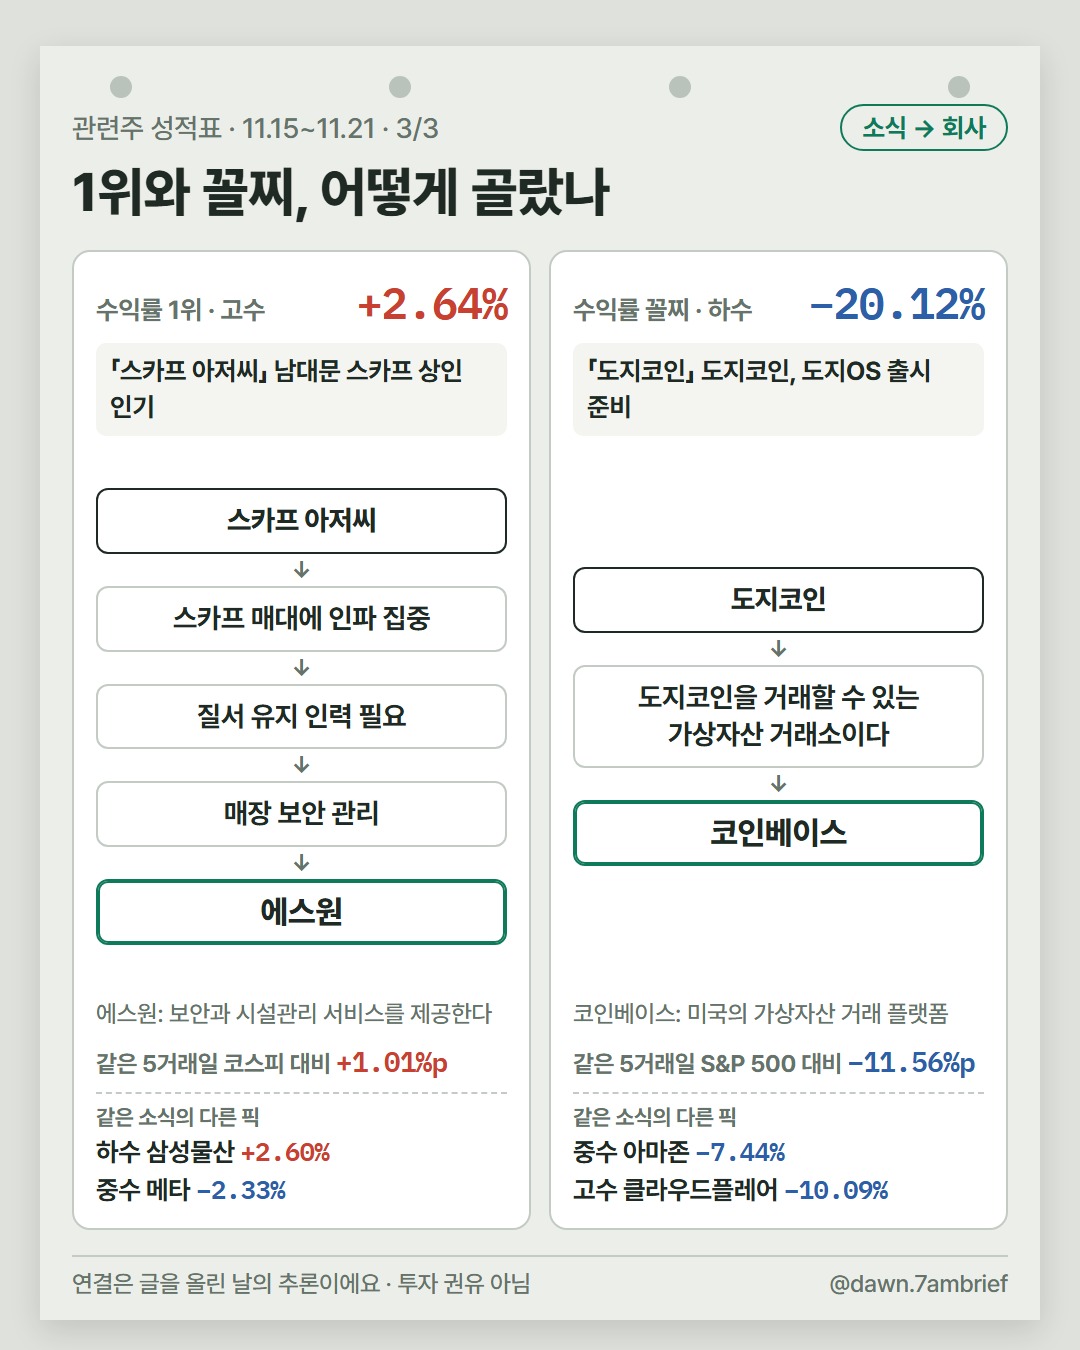 관련주 성적표 · 11.15~11.21 · 3/3
소식 → 회사
1위와 꼴찌, 어떻게 골랐나
수익률 1위 · 고수 +2.64%
「스카프 아저씨」 남대문 스카프 상인
인기
스카프 아저씨
↓
스카프 매대에 인파 집중
↓
질서 유지 인력 필요
↓
매장 보안 관리
↓
에스원
에스원: 보안과 시설관리 서비스를 제공한다
같은 5거래일 코스피 대비 +1.01%p
같은 소식의 다른 픽
하수 삼성물산 +2.60%
중수 메타 −2.33%
수익률 꼴찌 · 하수 −20.12%
「도지코인」 도지코인, 도지OS 출시
준비
도지코인
↓
도지코인을 거래할 수 있는
가상자산 거래소이다
↓
코인베이스
코인베이스: 미국의 가상자산 거래 플랫폼
같은 5거래일 S&P 500 대비 −11.56%p
같은 소식의 다른 픽
중수 아마존 −7.44%
고수 클라우드플레어 −10.09%
연결은 글을 올린 날의 추론이에요 · 투자 권유 아님
@dawn.7ambrief